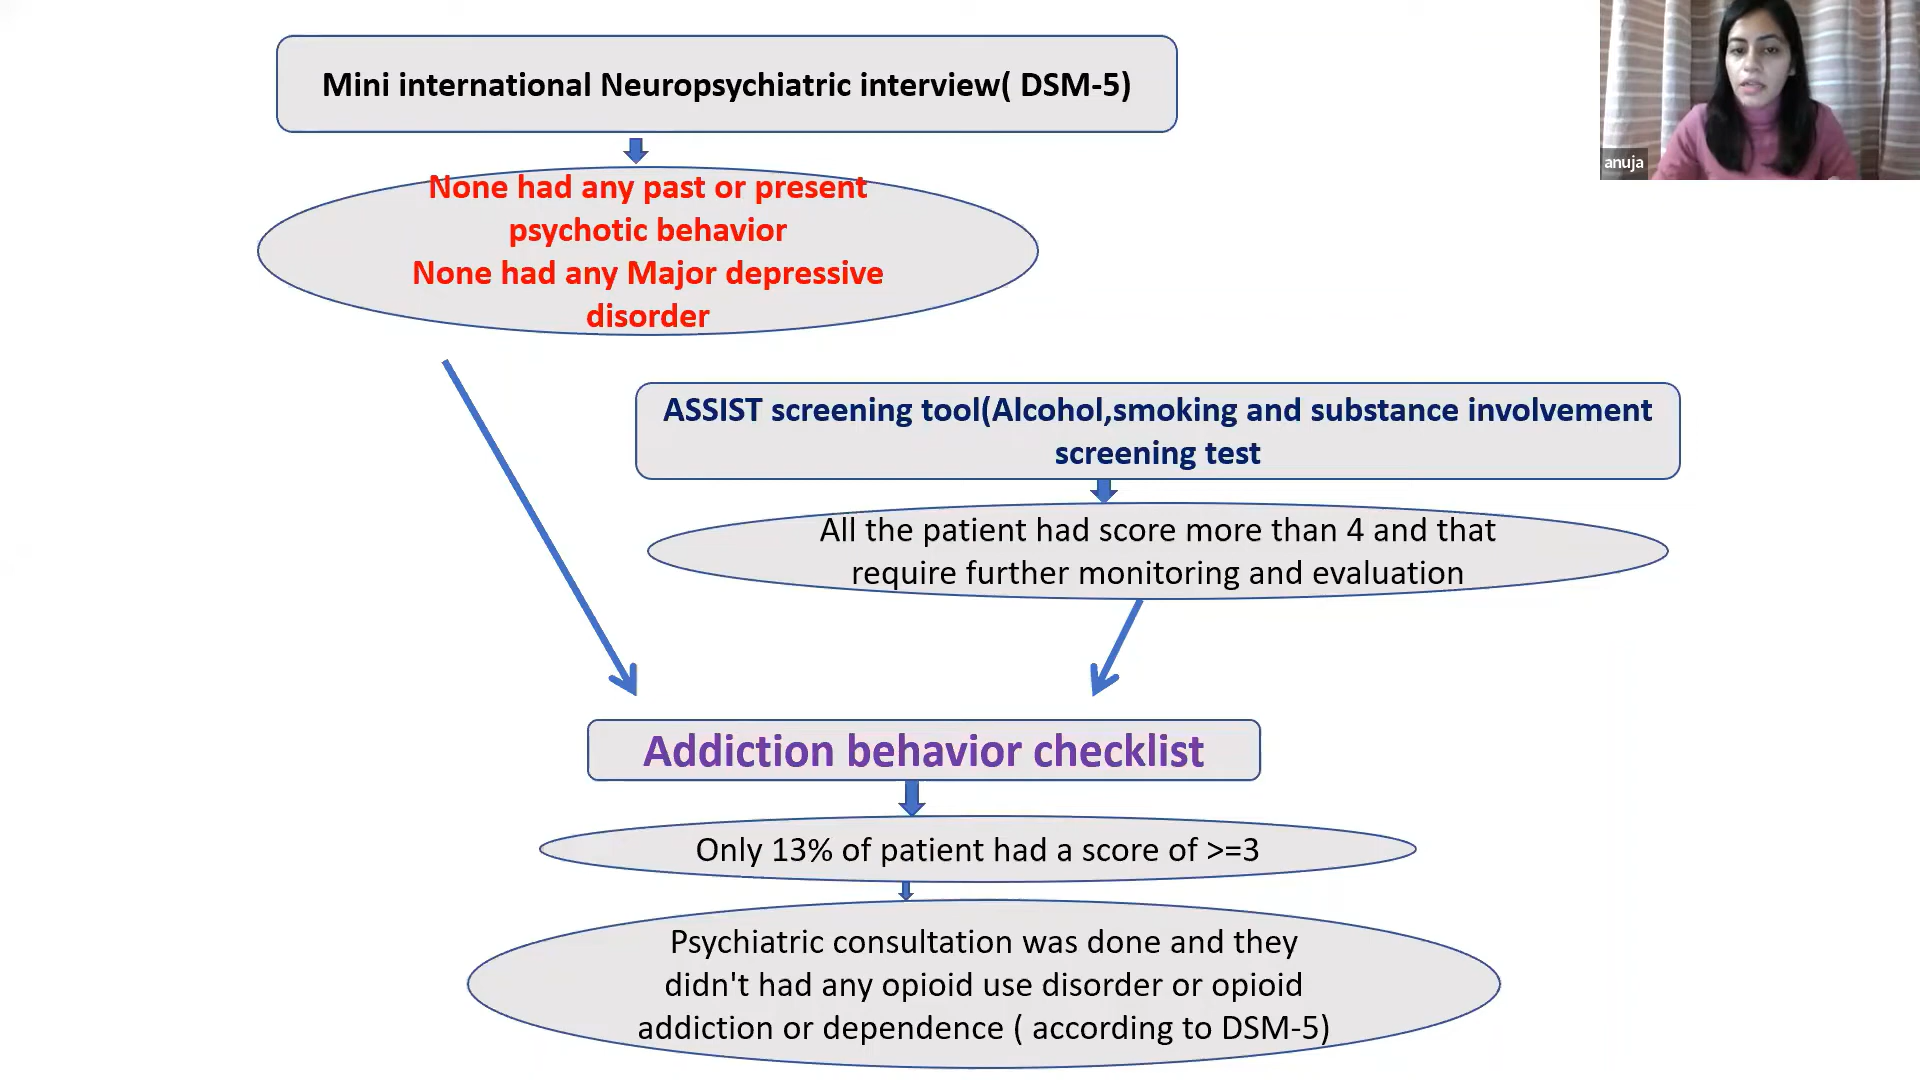 Mini international Neuropsychiatric interview( DSM-5)
anuja
None had any past or present
psychotic behavior
None had any Major depressive
disorder
ASSIST screening tool(Alcohol,smoking and substance involvement
screening test
All the patient had score more than 4 and that
require further monitoring and evaluation
Addiction behavior checklist
Only 13% of patient had a score of >=3
Psychiatric consultation was done and they
didn't had any opioid use disorder or opioid
addiction or dependence ( according to DSM-5)